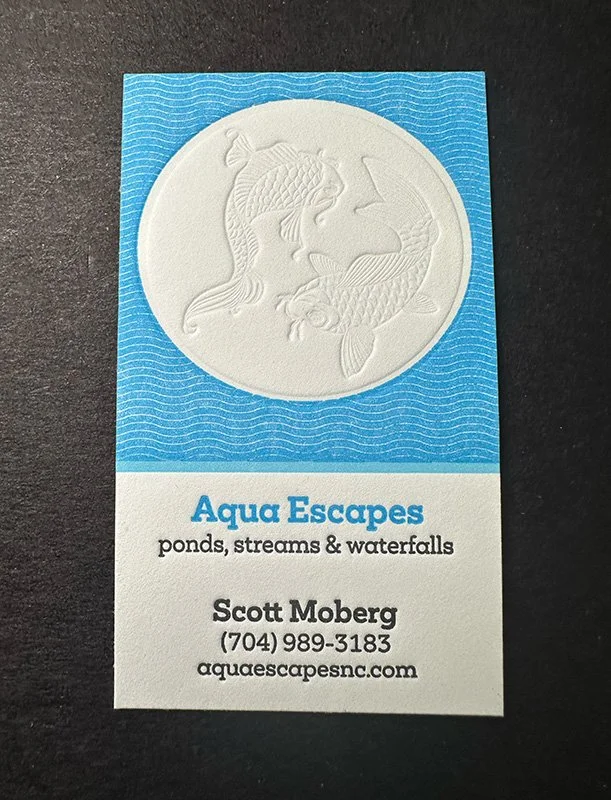 Aqua Escapes
ponds, streams & waterfalls
Scott Moberg
(704) 989-3183
aquaescapesnc.com